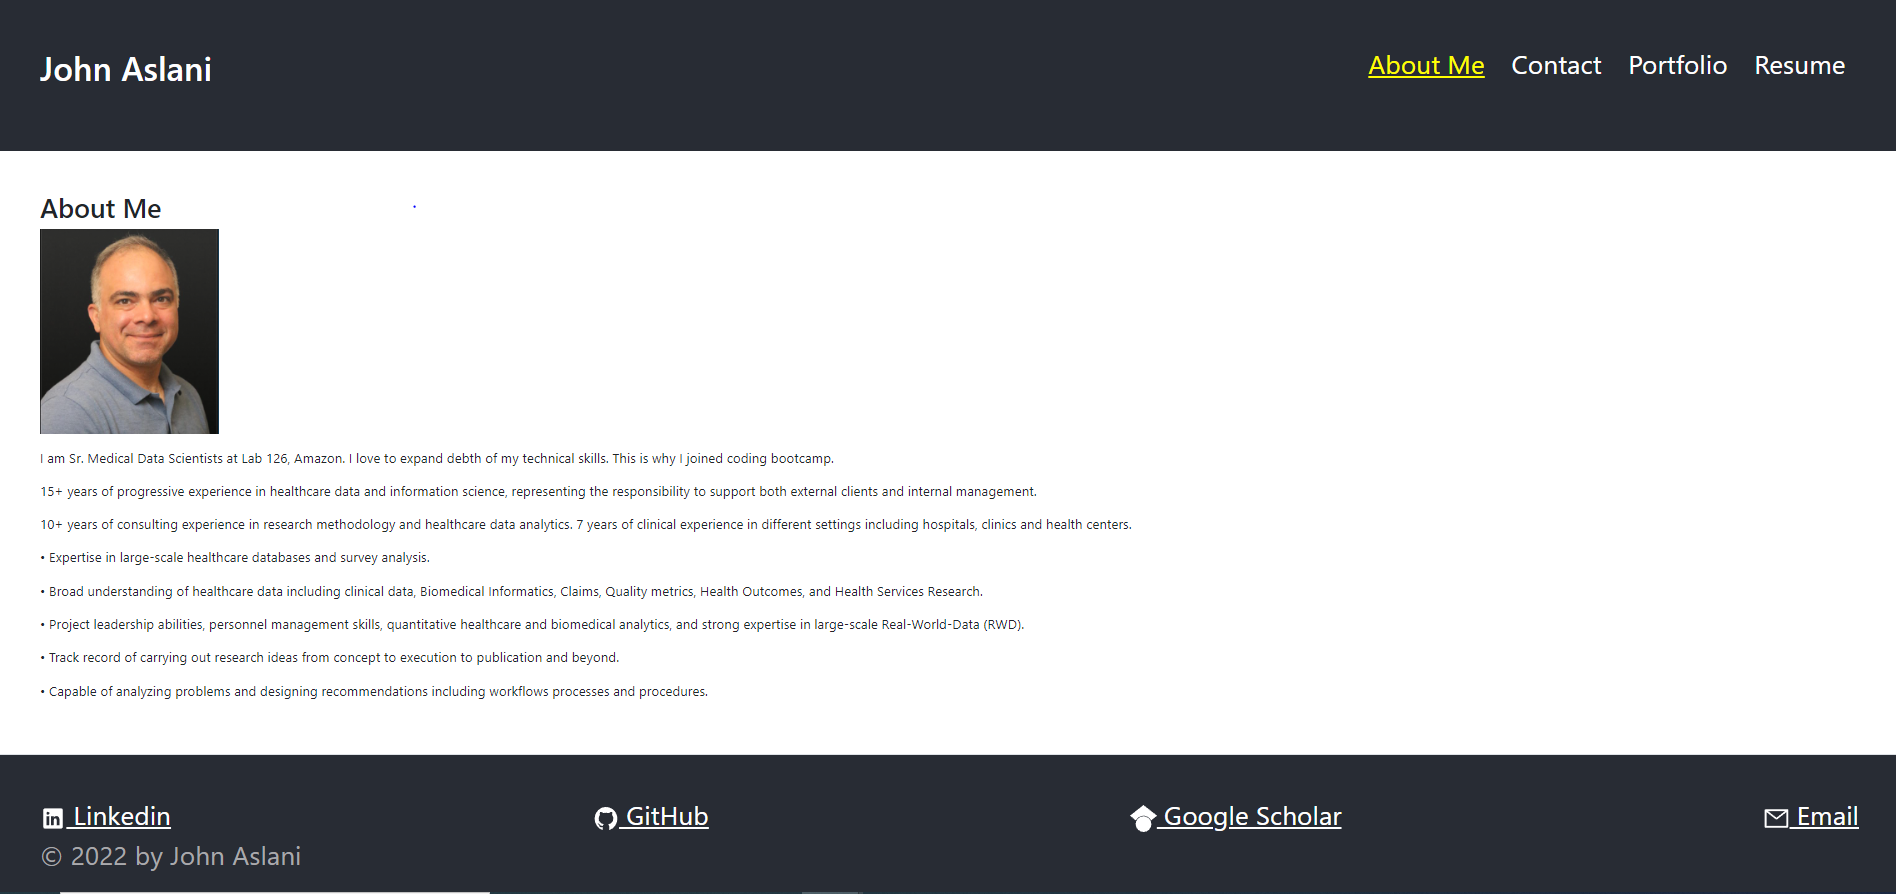 John Aslani
About Me Contact Portfolio Resume
About Me
I am Sr. Medical Data Scientists at Lab 126, Amazon. I love to expand debth of my technical skills. This is why I joined coding bootcamp.
15+ years of progressive experience in healthcare data and information science, representing the responsibility to support both external clients and internal management.
10+ years of consulting experience in research methodology and healthcare data analytics. 7 years of clinical experience in different settings including hospitals, clinics and health centers.
• Expertise in large-scale healthcare databases and survey analysis.
• Broad understanding of healthcare data including clinical data, Biomedical Informatics, Claims, Quality metrics, Health Outcomes, and Health Services Research.
• Project leadership abilities, personnel management skills, quantitative healthcare and biomedical analytics, and strong expertise in large-scale Real-World-Data (RWD).
• Track record of carrying out research ideas from concept to execution to publication and beyond.
• Capable of analyzing problems and designing recommendations including workflows processes and procedures.
in Linkedin GitHub Google Scholar Email
© 2022 by John Aslani